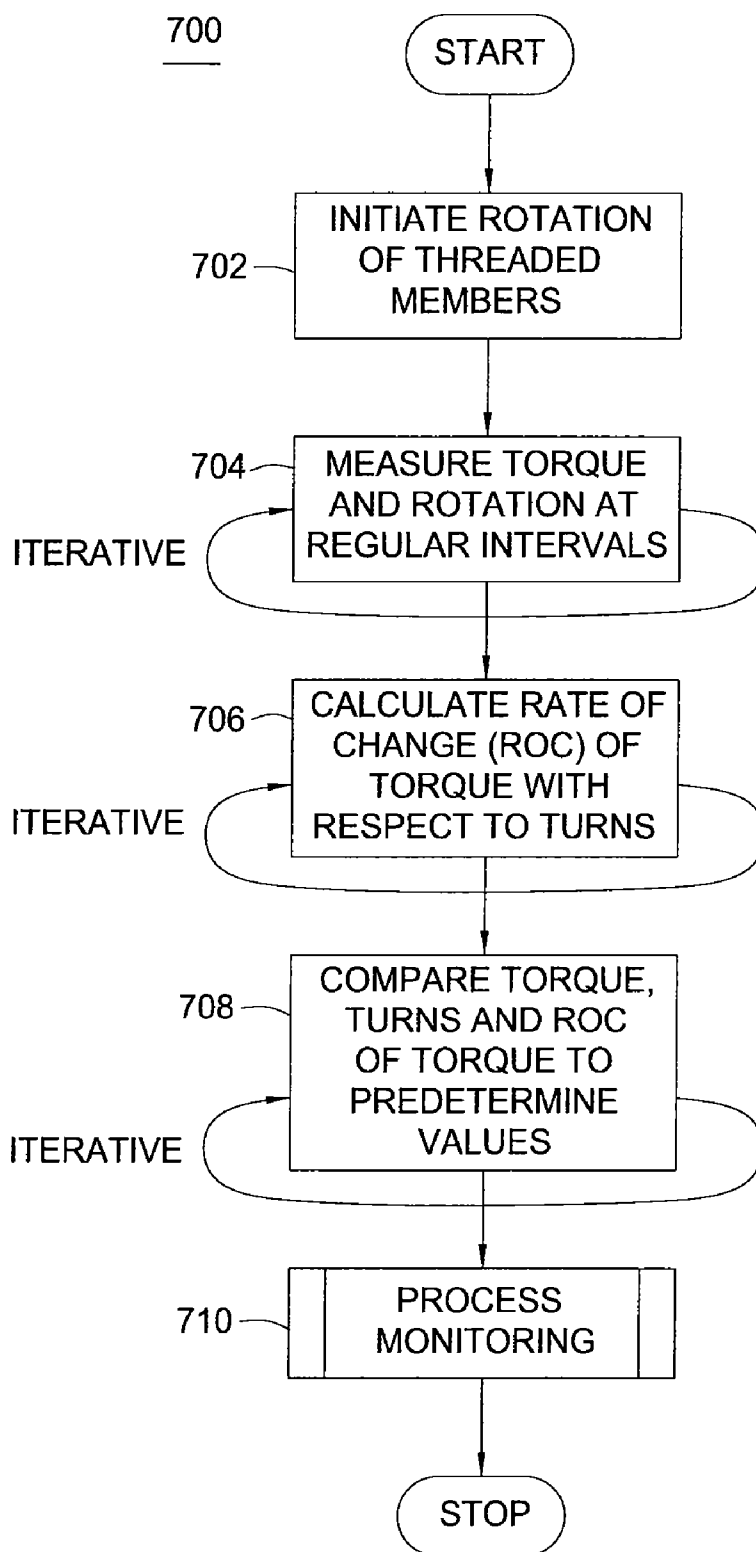 700
START
702
INITIATE ROTATION
OF THREADED
MEMBERS
704
MEASURE TORQUE
AND ROTATION AT
REGULAR INTERVALS
ITERATIVE
706
CALCULATE RATE OF
CHANGE (ROC) OF
TORQUE WITH
RESPECT TO TURNS
ITERATIVE
708
COMPARE TORQUE,
TURNS AND ROC
OF TORQUE TO
PREDETERMINE
VALUES
ITERATIVE
710
PROCESS
MONITORING
STOP